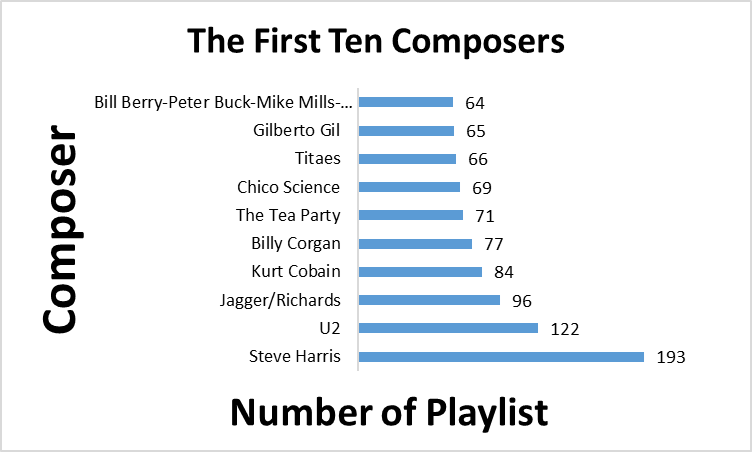 The First Ten Composers
Composer
Bill Berry-Peter Buck-Mike Mills-... 64
Gilberto Gil 65
Titaes 66
Chico Science 69
The Tea Party 71
Billy Corgan 77
Kurt Cobain 84
Jagger/Richards 96
U2 122
Steve Harris 193
Number of Playlist